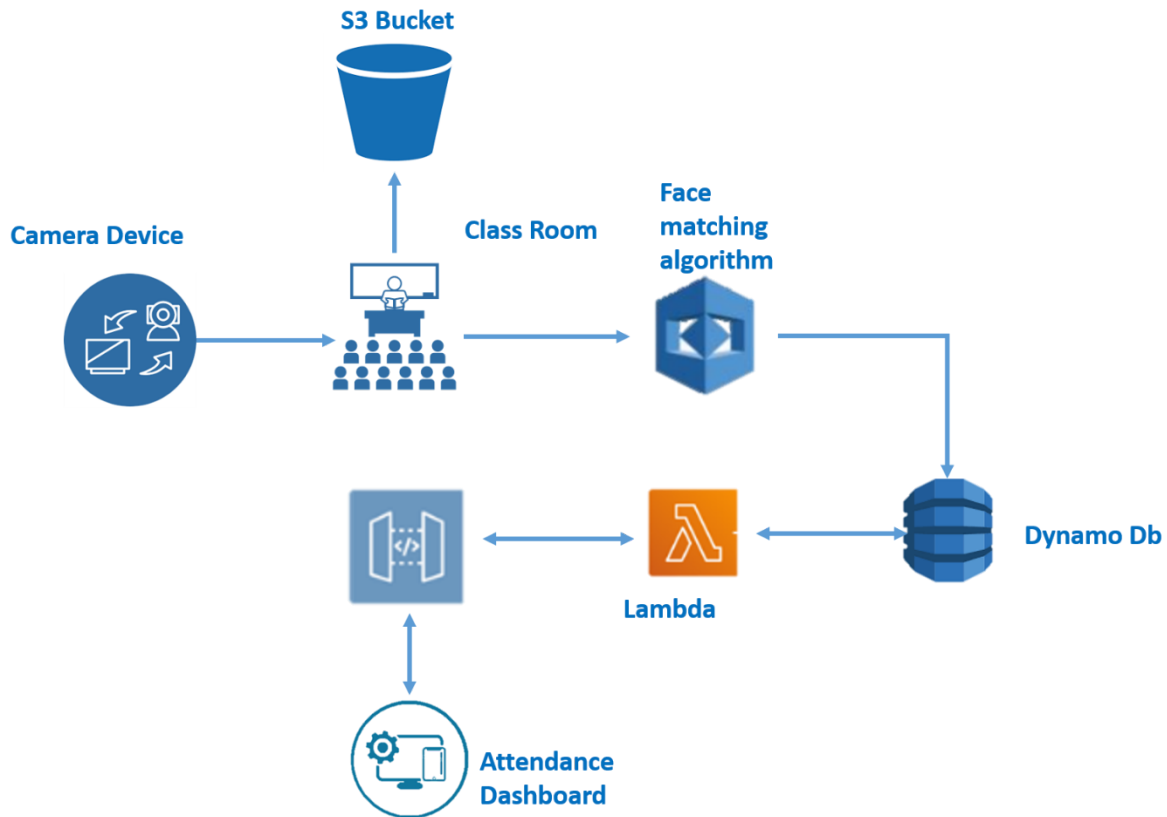 S3 Bucket
Camera Device
Class Room
Face
matching
algorithm
</>
Dynamo Db
Lambda
Attendance
Dashboard